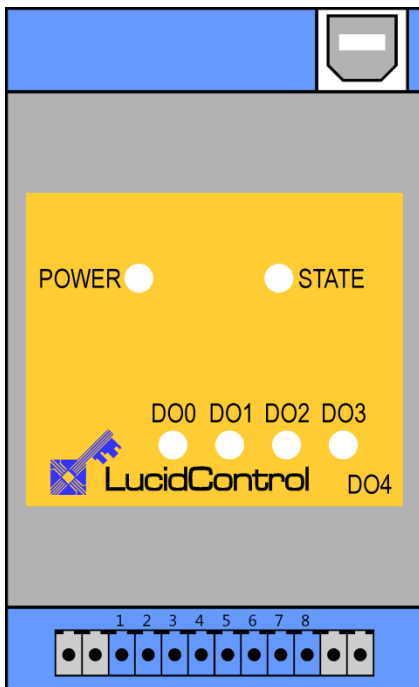 POWER STATE
DO0 DO1 DO2 DO3
LucidControl
DO4
1 2 3 4 5 6 7 8